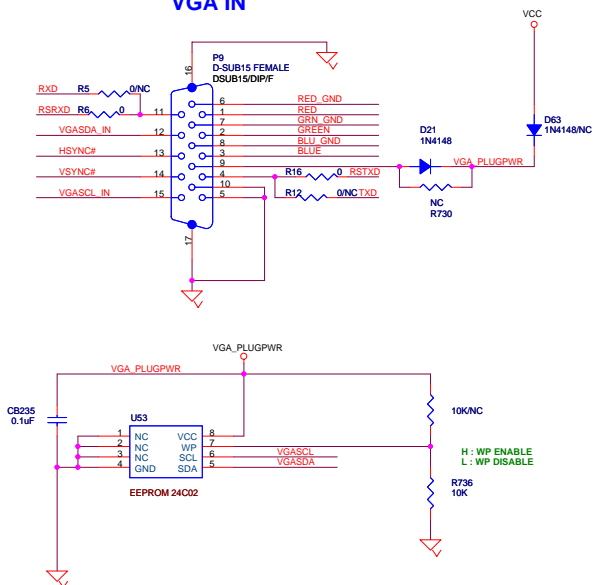 VGA IN
VCC
P9
D-SUB15 FEMALE
DSUB15/DIP/F
16
RXD R5 0/NC
RSRXD R6 0 11
VGASDA_IN 12
HSYNC# 13
VSYNC# 14
VGASCL_IN 15
6 RED_GND
1 RED
7 GRN_GND
2 GREEN
8 BLU_GND
3 BLUE
9
4 R16 0 RSTXD
10
5 R12 0/NC TXD
17
D21
1N4148
D63
1N4148/NC
VGA_PLUGPWR
NC
R730
VGA_PLUGPWR
VGA_PLUGPWR
CB235
0.1uF
U53
1 NC VCC 8
2 NC WP 7
3 NC SCL 6 VGASCL
4 GND SDA 5 VGASDA
EEPROM 24C02
10K/NC
H : WP ENABLE
L : WP DISABLE
R736
10K